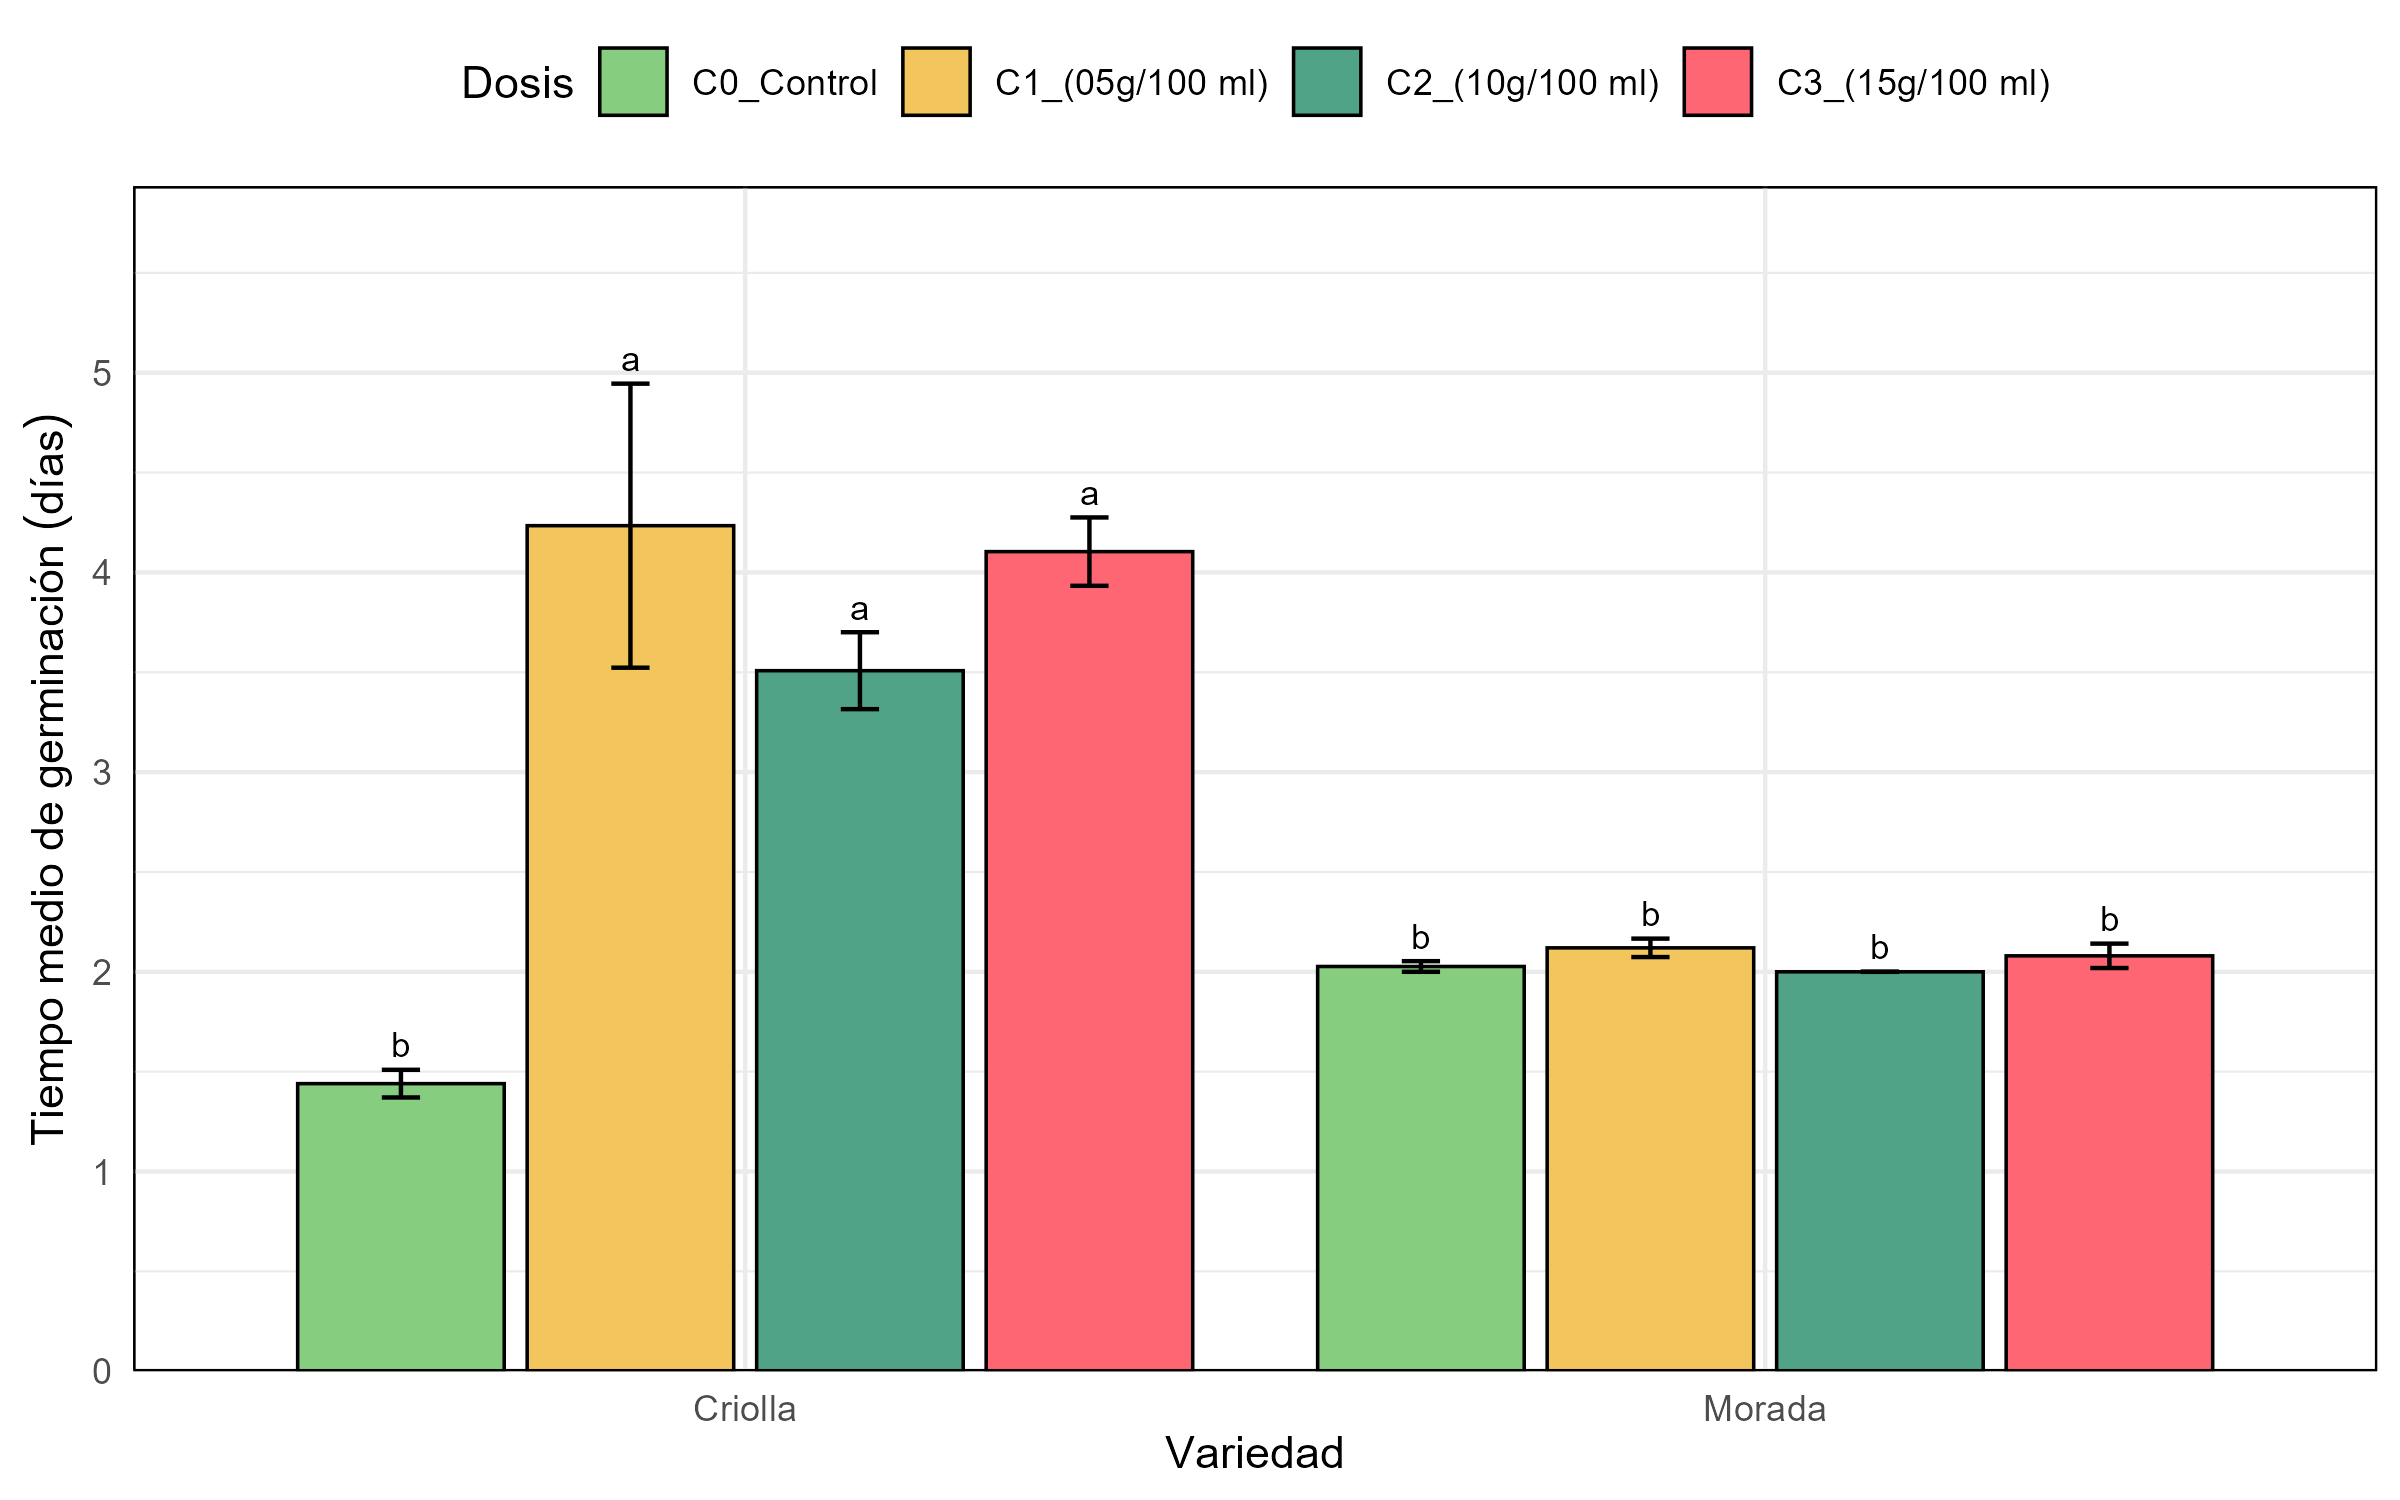 Dosis C0_Control C1_(05g/100 ml) C2_(10g/100 ml) C3_(15g/100 ml)
Tiempo medio de germinación (días)
5
4
3
2
1
0
b
a
a
a
b
b
b
b
Criolla Morada
Variedad